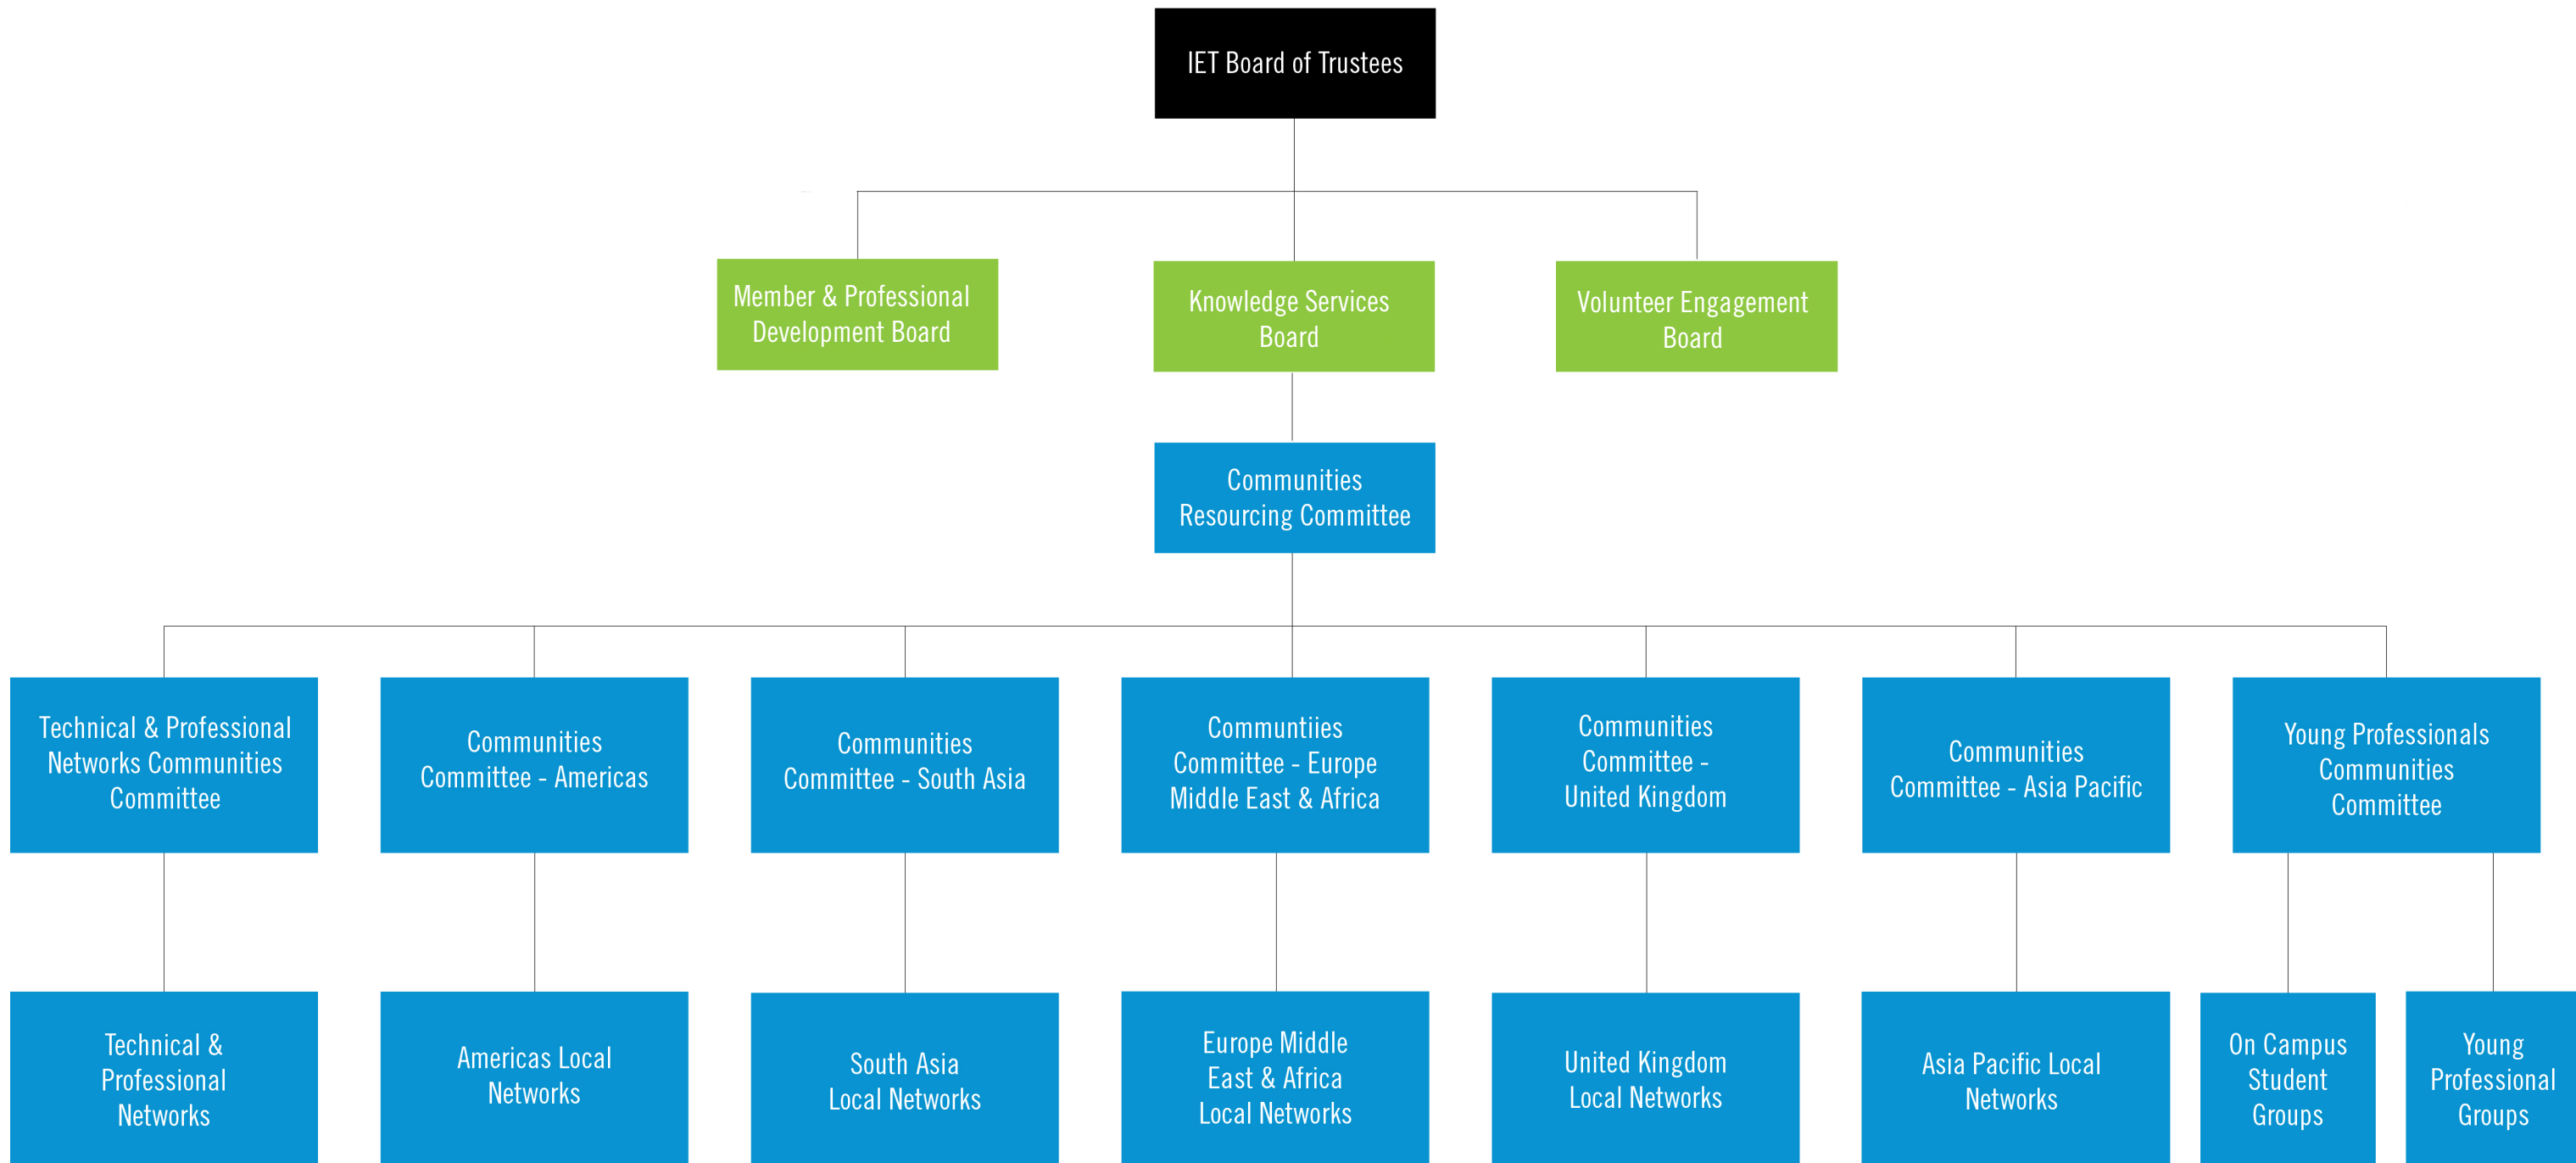 IET Board of Trustees
Member & Professional
Development Board
Knowledge Services
Board
Volunteer Engagement
Board
Communities
Resourcing Committee
Technical & Professional
Networks Communities
Committee
Communities
Committee - Americas
Communities
Committee - South Asia
Communtiies
Committee - Europe
Middle East & Africa
Communities
Committee -
United Kingdom
Communities
Committee - Asia Pacific
Young Professionals
Communities
Committee
Technical &
Professional
Networks
Americas Local
Networks
South Asia
Local Networks
Europe Middle
East & Africa
Local Networks
United Kingdom
Local Networks
Asia Pacific Local
Networks
On Campus
Student
Groups
Young
Professional
Groups